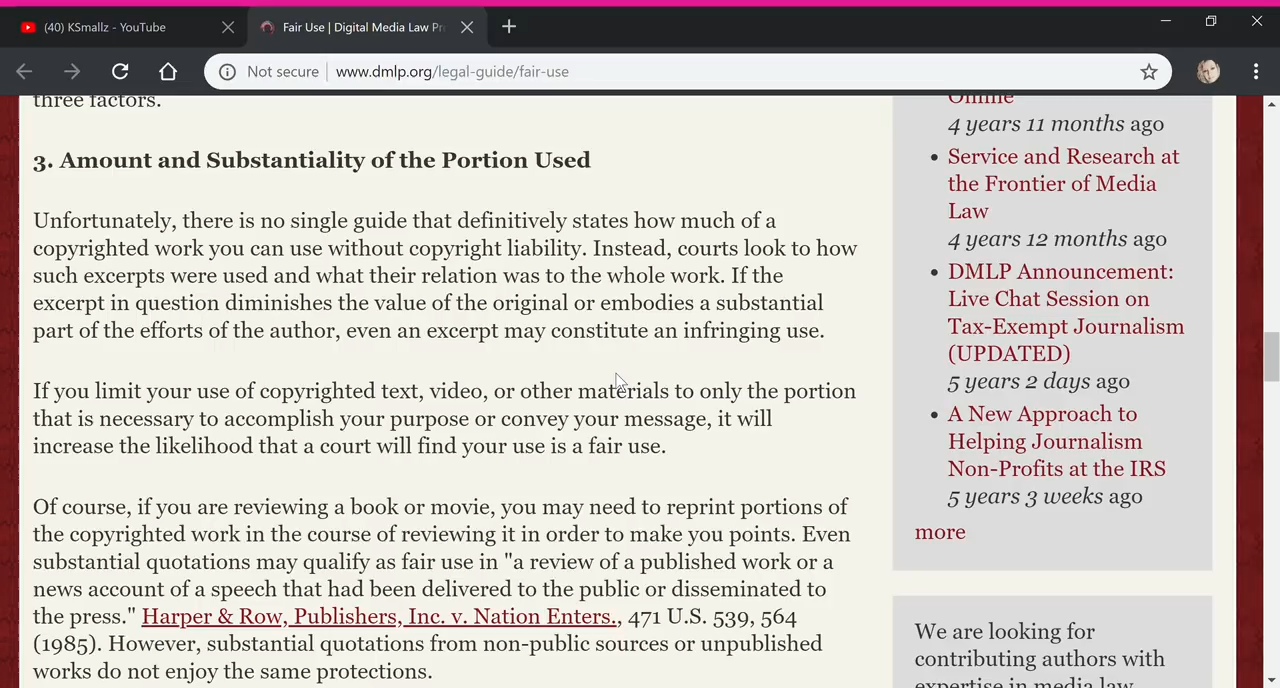 (40) KSmallz - YouTube
Fair Use | Digital Media Law Pr
Not secure
www.dmlp.org/legal-guide/fair-use
three factors.
3. Amount and Substantiality of the Portion Used
Unfortunately, there is no single guide that definitively states how much of a
copyrighted work you can use without copyright liability. Instead, courts look to how
such excerpts were used and what their relation was to the whole work. If the
excerpt in question diminishes the value of the original or embodies a substantial
part of the efforts of the author, even an excerpt may constitute an infringing use.
If you limit your use of copyrighted text, video, or other materials to only the portion
that is necessary to accomplish your purpose or convey your message, it will
increase the likelihood that a court will find your use is a fair use.
Of course, if you are reviewing a book or movie, you may need to reprint portions of
the copyrighted work in the course of reviewing it in order to make you points. Even
substantial quotations may qualify as fair use in "a review of a published work or a
news account of a speech that had been delivered to the public or disseminated to
the press." Harper & Row, Publishers, Inc. v. Nation Enters., 471 U.S. 539, 564
(1985). However, substantial quotations from non-public sources or unpublished
works do not enjoy the same protections.
Online
4 years 11 months ago
Service and Research at
the Frontier of Media
Law
4 years 12 months ago
DMLP Announcement:
Live Chat Session on
Tax-Exempt Journalism
(UPDATED)
5 years 2 days ago
A New Approach to
Helping Journalism
Non-Profits at the IRS
5 years 3 weeks ago
more
We are looking for
contributing authors with
expertise in media law